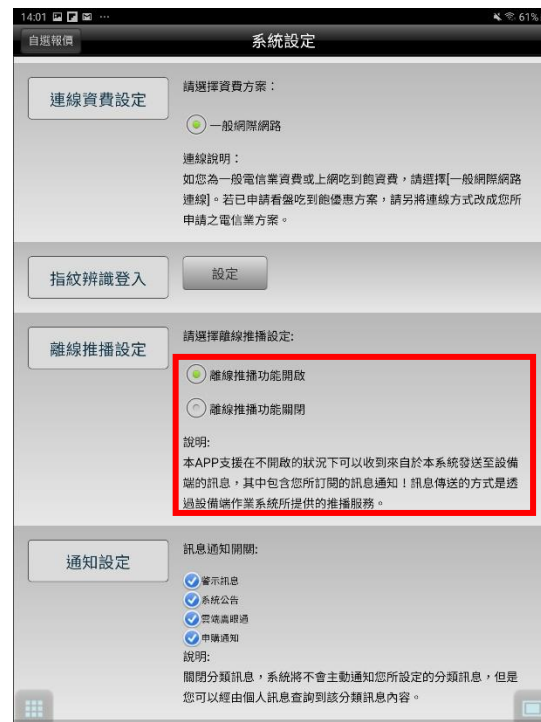 14:01 ... 61%
自選報價 系統設定
連線資費設定
請選擇資費方案：
一般網際網路
連線說明：
如您為一般電信業資費或上網吃到飽資費，請選擇[一般網際網路
連線]。若已申請看盤吃到飽優惠方案，請另將連線方式改成您所
申請之電信業方案。
指紋辨識登入
設定
離線推播設定
請選擇離線推播設定:
離線推播功能開啟
離線推播功能關閉
說明:
本APP支援在不開啟的狀況下可以收到來自於本系統發送至設備
端的訊息，其中包含您所訂閱的訊息通知！訊息傳送的方式是透
過設備端作業系統所提供的推播服務。
通知設定
訊息通知開關:
警示訊息
系統公告
雲端高眼通
申購通知
說明:
關閉分類訊息，系統將不會主動通知您所設定的分類訊息，但是
您可以經由個人訊息查詢到該分類訊息內容。